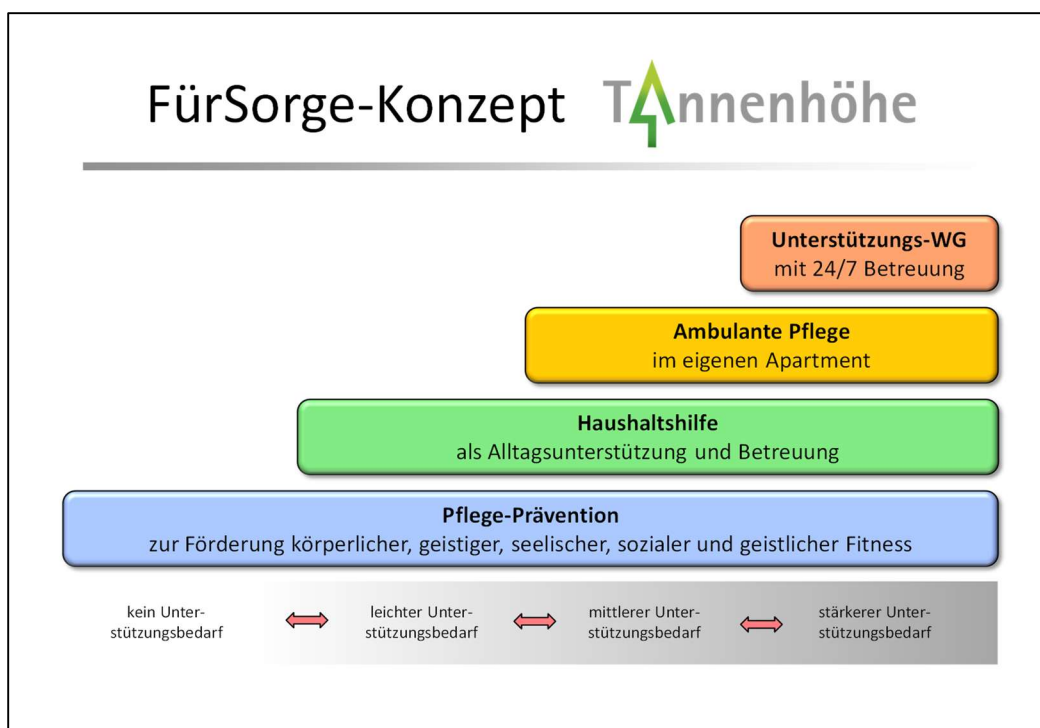 FürSorge-Konzept Tannenhöhe
Unterstützungs-WG
mit 24/7 Betreuung
Ambulante Pflege
im eigenen Apartment
Haushaltshilfe
als Alltagsunterstützung und Betreuung
Pflege-Prävention
zur Förderung körperlicher, geistiger, seelischer, sozialer und geistlicher Fitness
kein Unter-
stützungsbedarf
leichter Unter-
stützungsbedarf
mittlerer Unter-
stützungsbedarf
stärkerer Unter-
stützungsbedarf